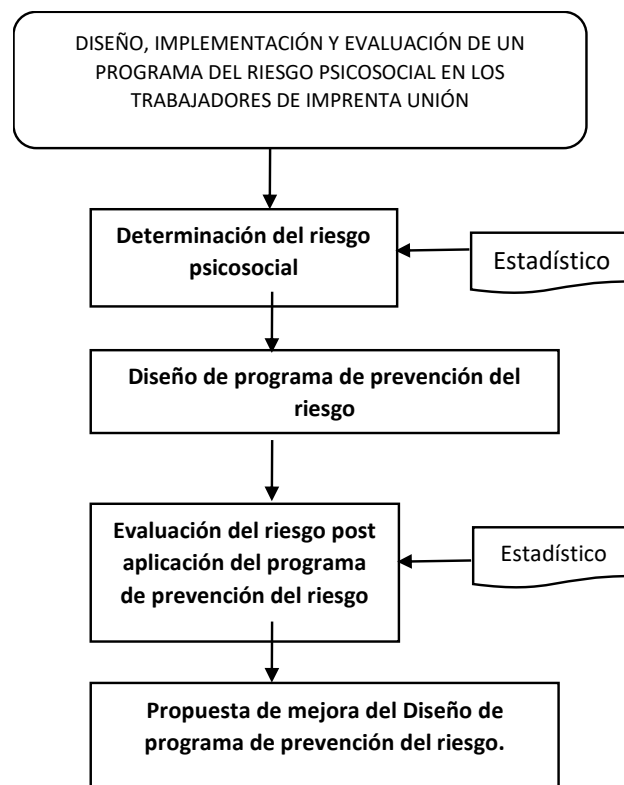 DISEÑO, IMPLEMENTACIÓN Y EVALUACIÓN DE UN
PROGRAMA DEL RIESGO PSICOSOCIAL EN LOS
TRABAJADORES DE IMPRENTA UNIÓN
Determinación del riesgo
psicosocial
Estadístico
Diseño de programa de prevención del
riesgo
Evaluación del riesgo post
aplicación del programa
de prevención del riesgo
Estadístico
Propuesta de mejora del Diseño de
programa de prevención del riesgo.